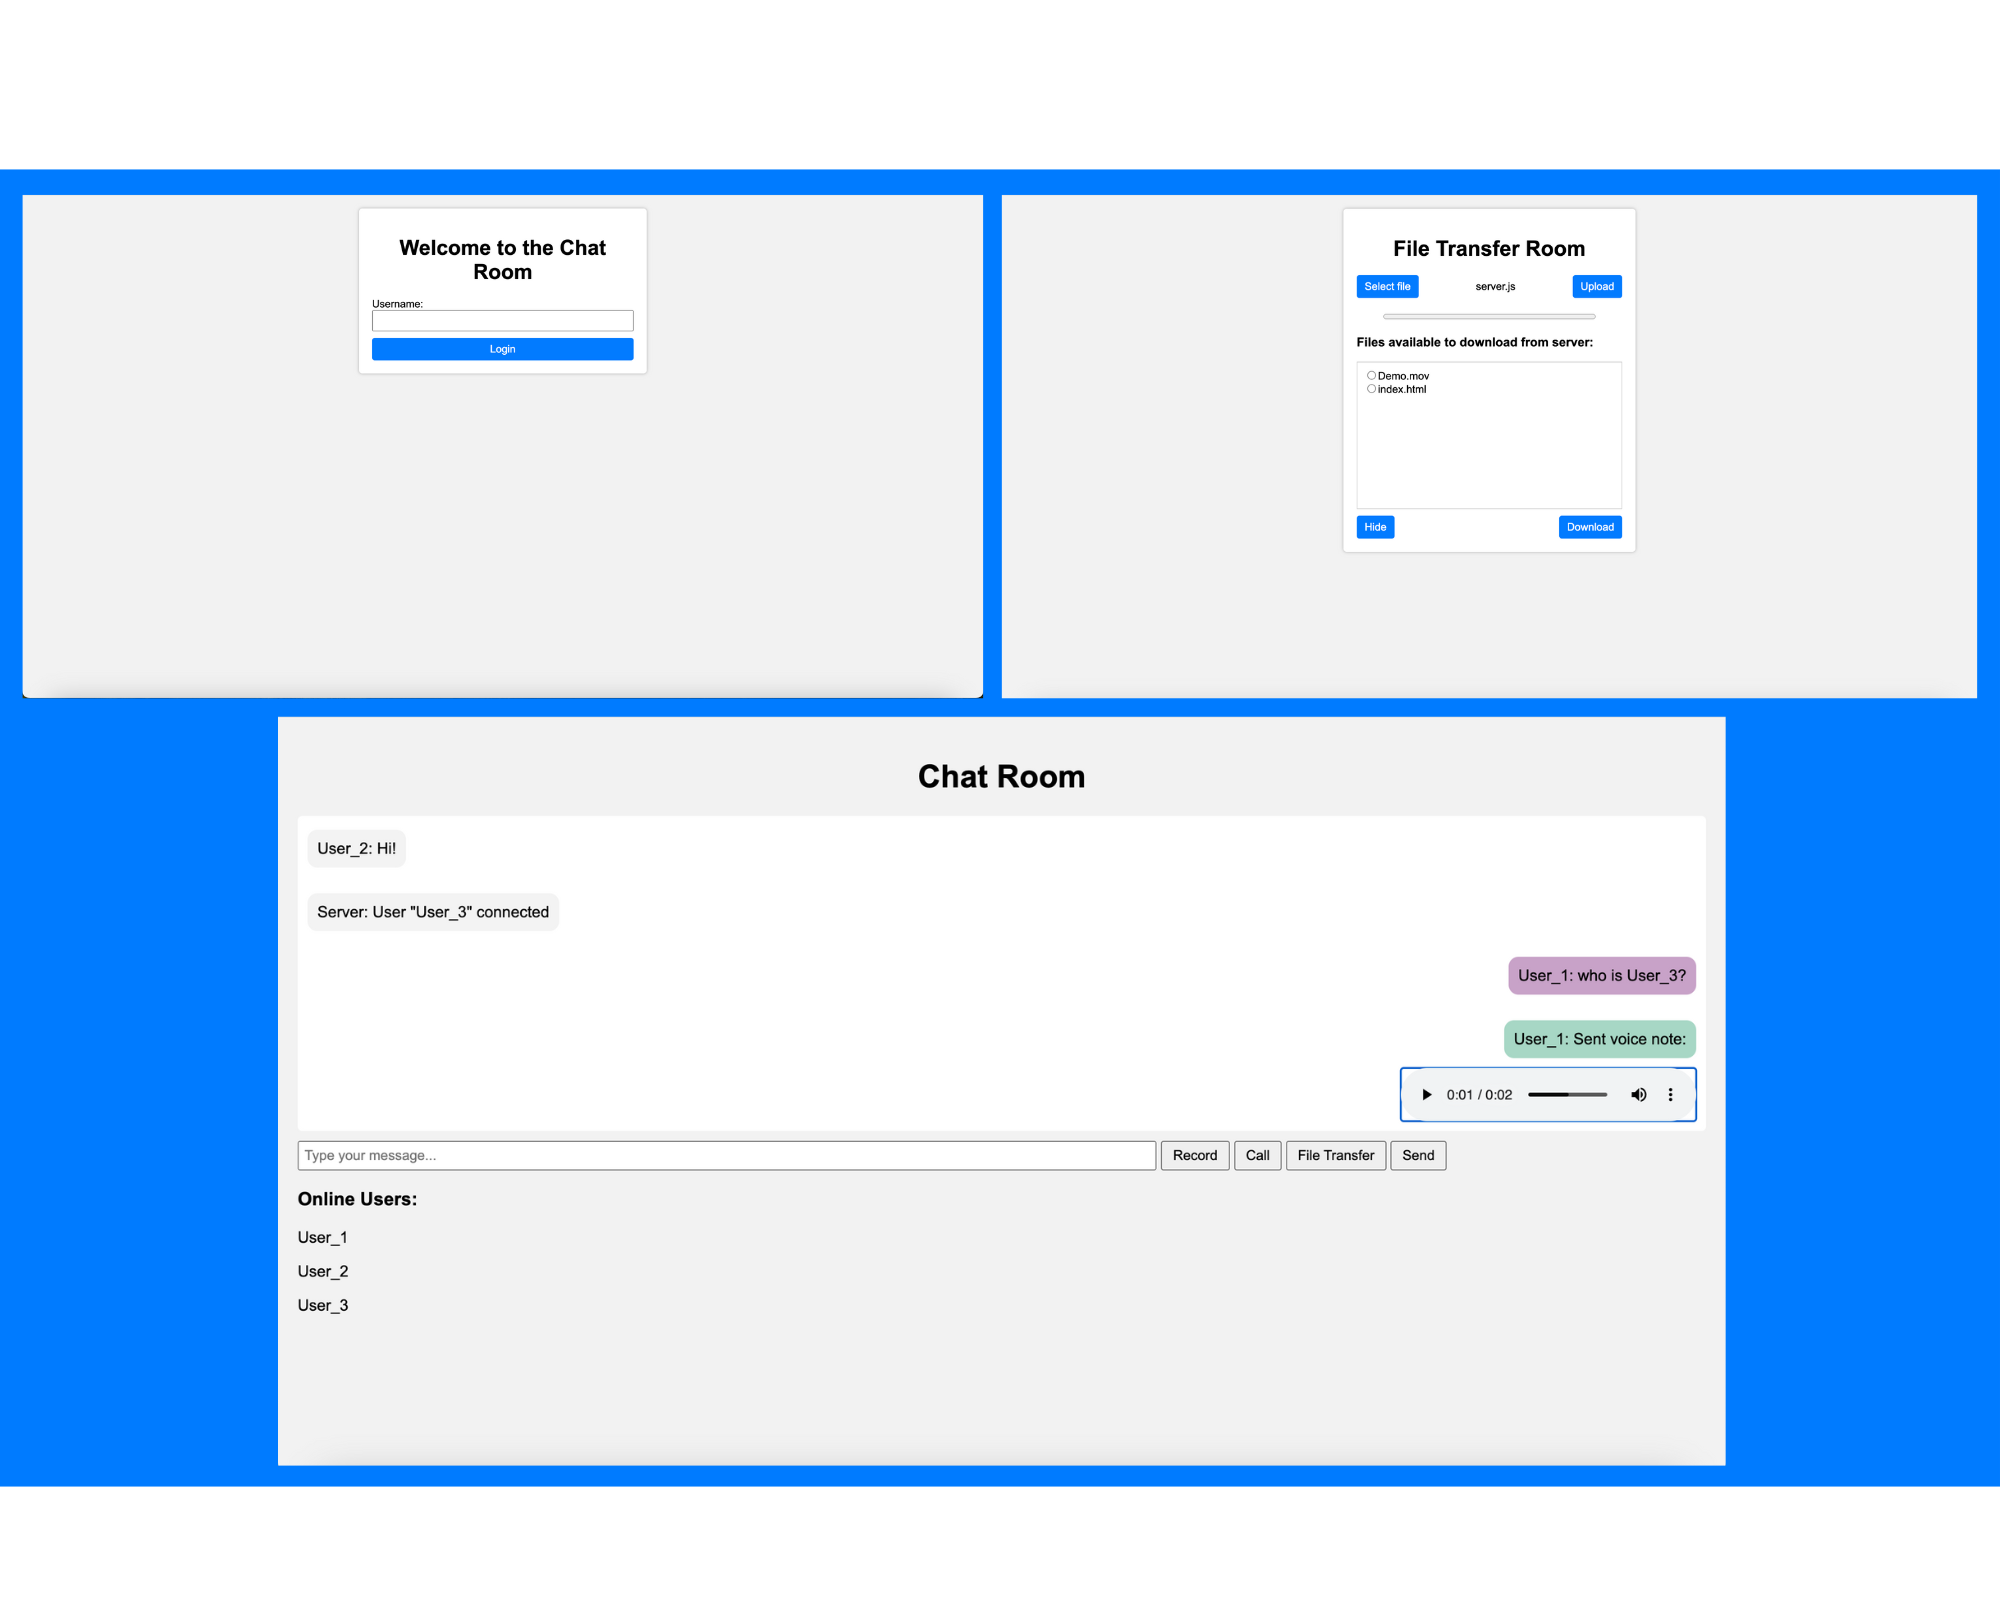 Welcome to the Chat
Room
Username:
Login
File Transfer Room
Select file server.js Upload
Files available to download from server:
Demo.mov
index.html
Hide Download
Chat Room
User_2: Hi!
Server: User "User_3" connected
User_1: who is User_3?
User_1: Sent voice note:
0:01 / 0:02
Type your message... Record Call File Transfer Send
Online Users:
User_1
User_2
User_3